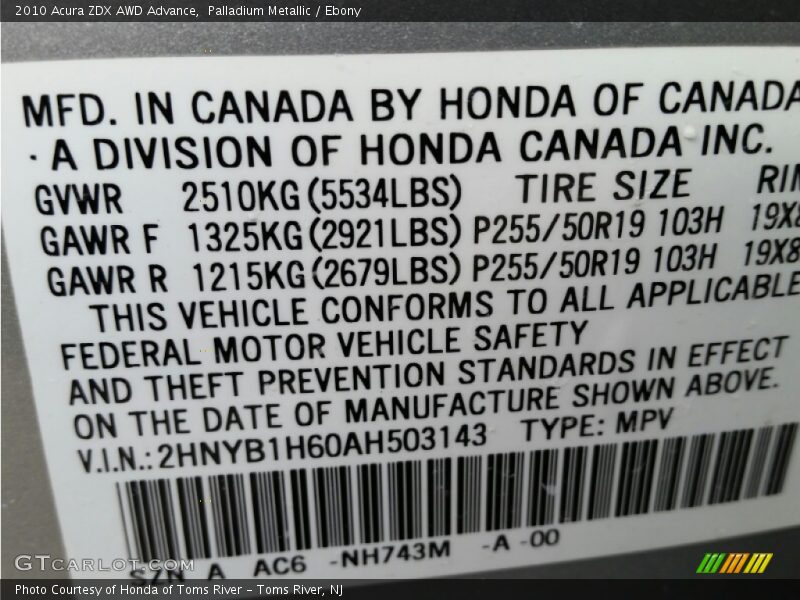 2010 Acura ZDX AWD Advance, Palladium Metallic / Ebony
MFD. IN CANADA BY HONDA OF CANADA
A DIVISION OF HONDA CANADA INC.
GVWR 2510KG (5534LBS) TIRE SIZE RIM
GAWR F 1325KG (2921LBS) P255/50R19 103H 19X8
GAWR R 1215KG (2679LBS) P255/50R19 103H 19X8
THIS VEHICLE CONFORMS TO ALL APPLICABLE
FEDERAL MOTOR VEHICLE SAFETY
AND THEFT PREVENTION STANDARDS IN EFFECT
ON THE DATE OF MANUFACTURE SHOWN ABOVE.
V.I.N.: 2HNYB1H60AH503143 TYPE: MPV
SZN A AC6 -NH743M -A -00
GTCARLOT.COM
Photo Courtesy of Honda of Toms River – Toms River, NJ